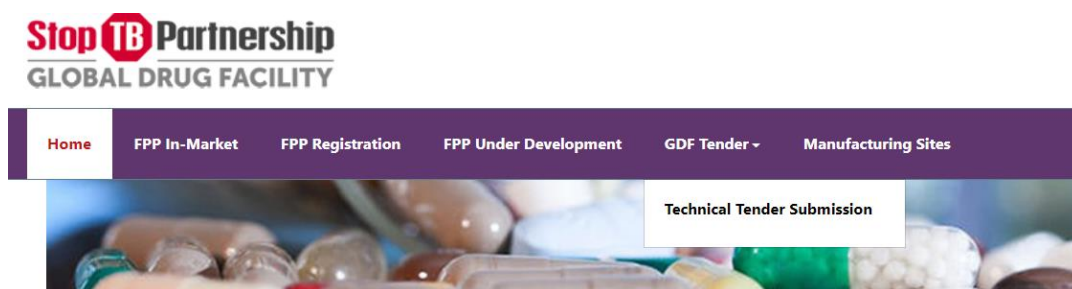 Stop TB Partnership
GLOBAL DRUG FACILITY
Home FPP In-Market FPP Registration FPP Under Development GDF Tender Manufacturing Sites
Technical Tender Submission